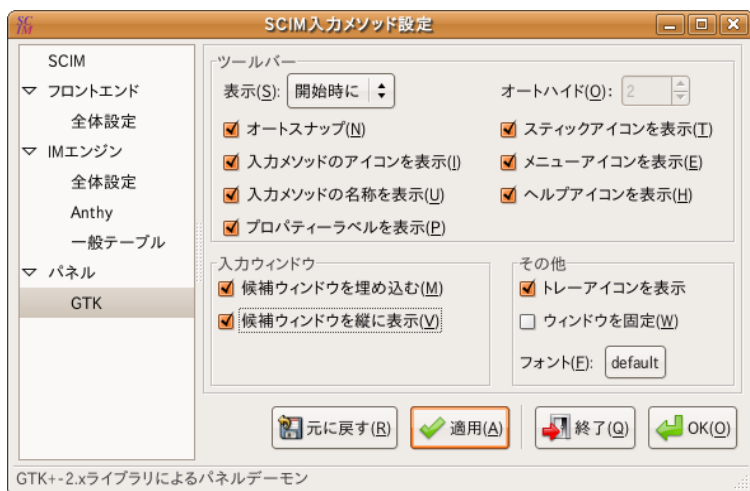 SCIM入力メソッド設定
SCIM
フロントエンド
全体設定
IMエンジン
全体設定
Anthy
一般テーブル
パネル
GTK
ツールバー
表示(S): 開始時に オートハイド(O): 2
オートスナップ(N) スティックアイコンを表示(T)
入力メソッドのアイコンを表示(I) メニューアイコンを表示(E)
入力メソッドの名称を表示(U) ヘルプアイコンを表示(H)
プロパティーラベルを表示(P)
入力ウィンドウ
候補ウィンドウを埋め込む(M)
候補ウィンドウを縦に表示(V)
その他
トレーアイコンを表示
ウィンドウを固定(W)
フォント(F): default
元に戻す(R) 適用(A) 終了(Q) OK(O)
GTK+-2.xライブラリによるパネルデーモン